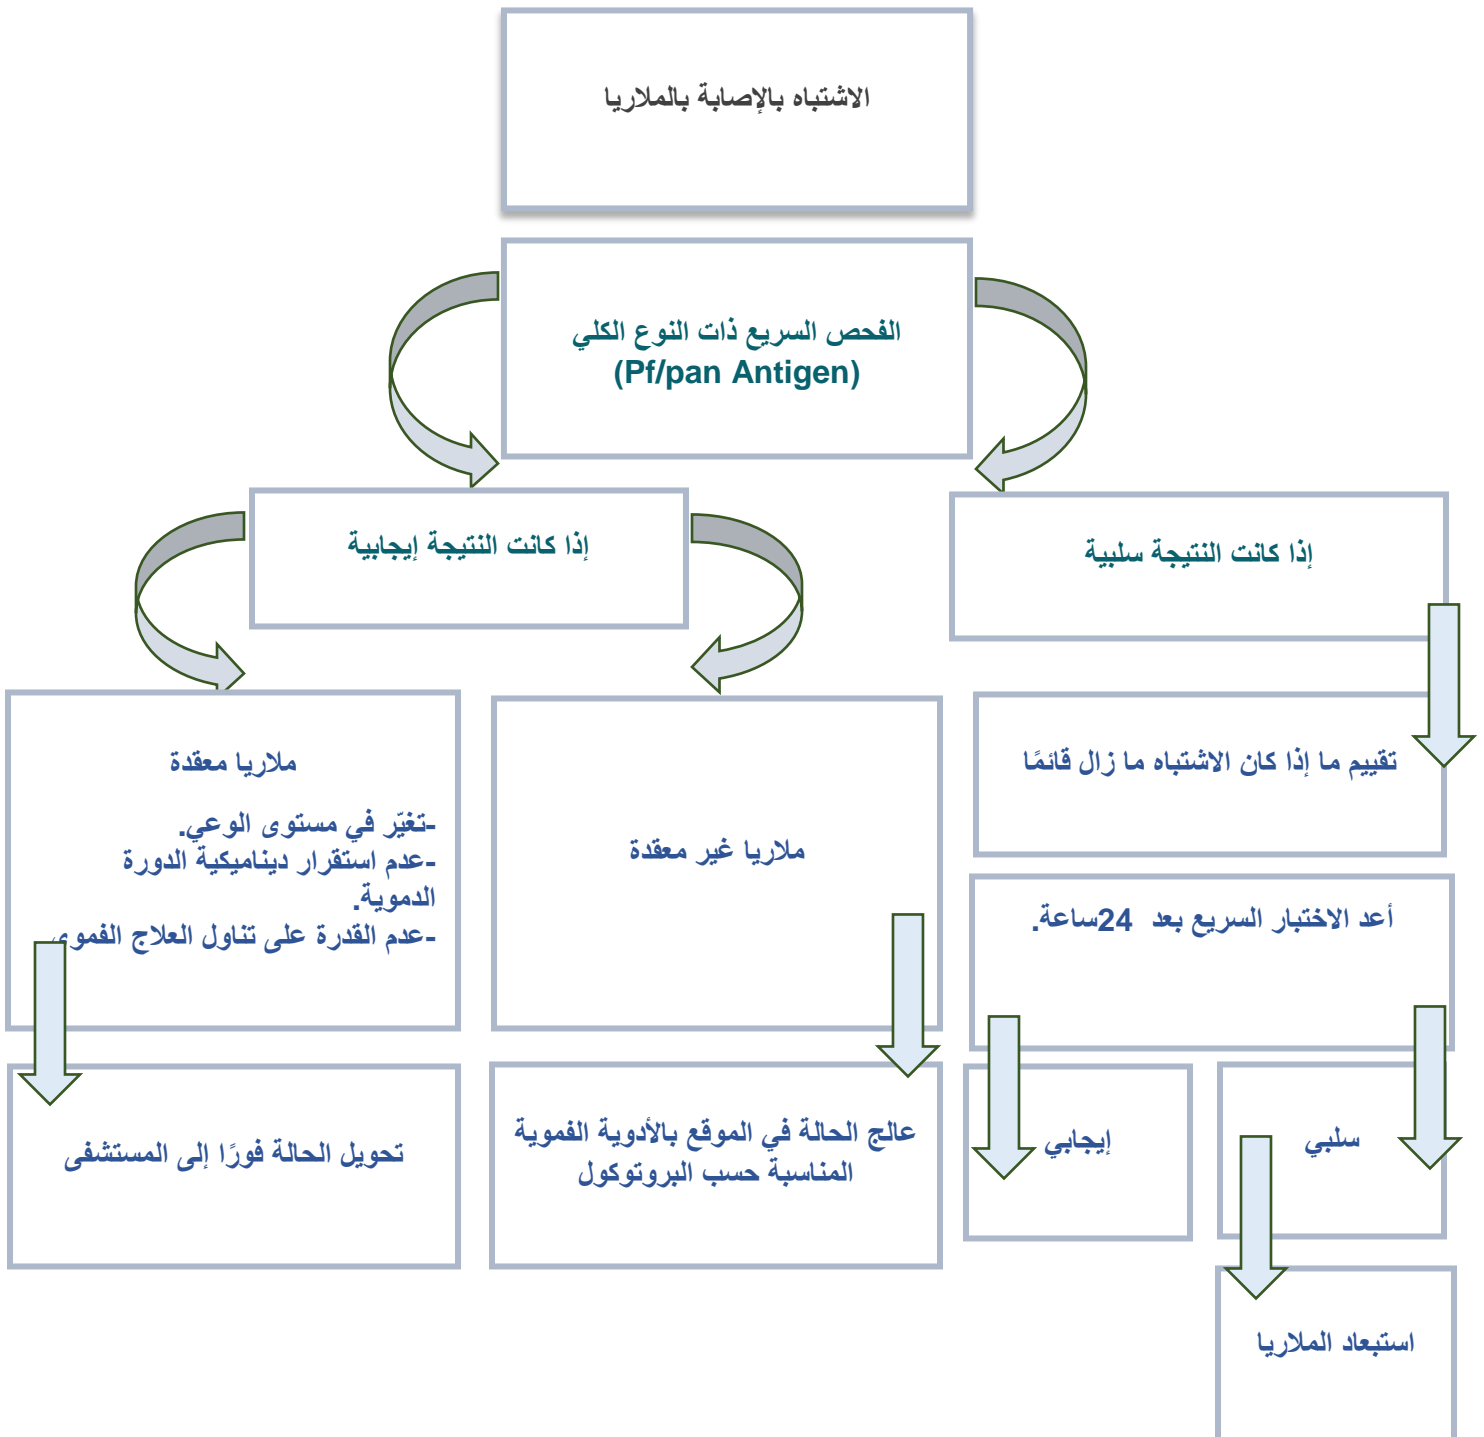 الاشتباه بالإصابة بالملاريا
الفحص السريع ذات النوع الكلي
(Pf/pan Antigen)
إذا كانت النتيجة إيجابية
إذا كانت النتيجة سلبية
ملاريا معقدة
-تغيّر في مستوى الوعي.
-عدم استقرار ديناميكية الدورة
الدموية.
-عدم القدرة على تناول العلاج الفموي
ملاريا غير معقدة
تقييم ما إذا كان الاشتباه ما زال قائمًا
أعد الاختبار السريع بعد 24ساعة.
تحويل الحالة فورًا إلى المستشفى
عالج الحالة في الموقع بالأدوية الفموية
المناسبة حسب البروتوكول
إيجابي
سلبي
استبعاد الملاريا